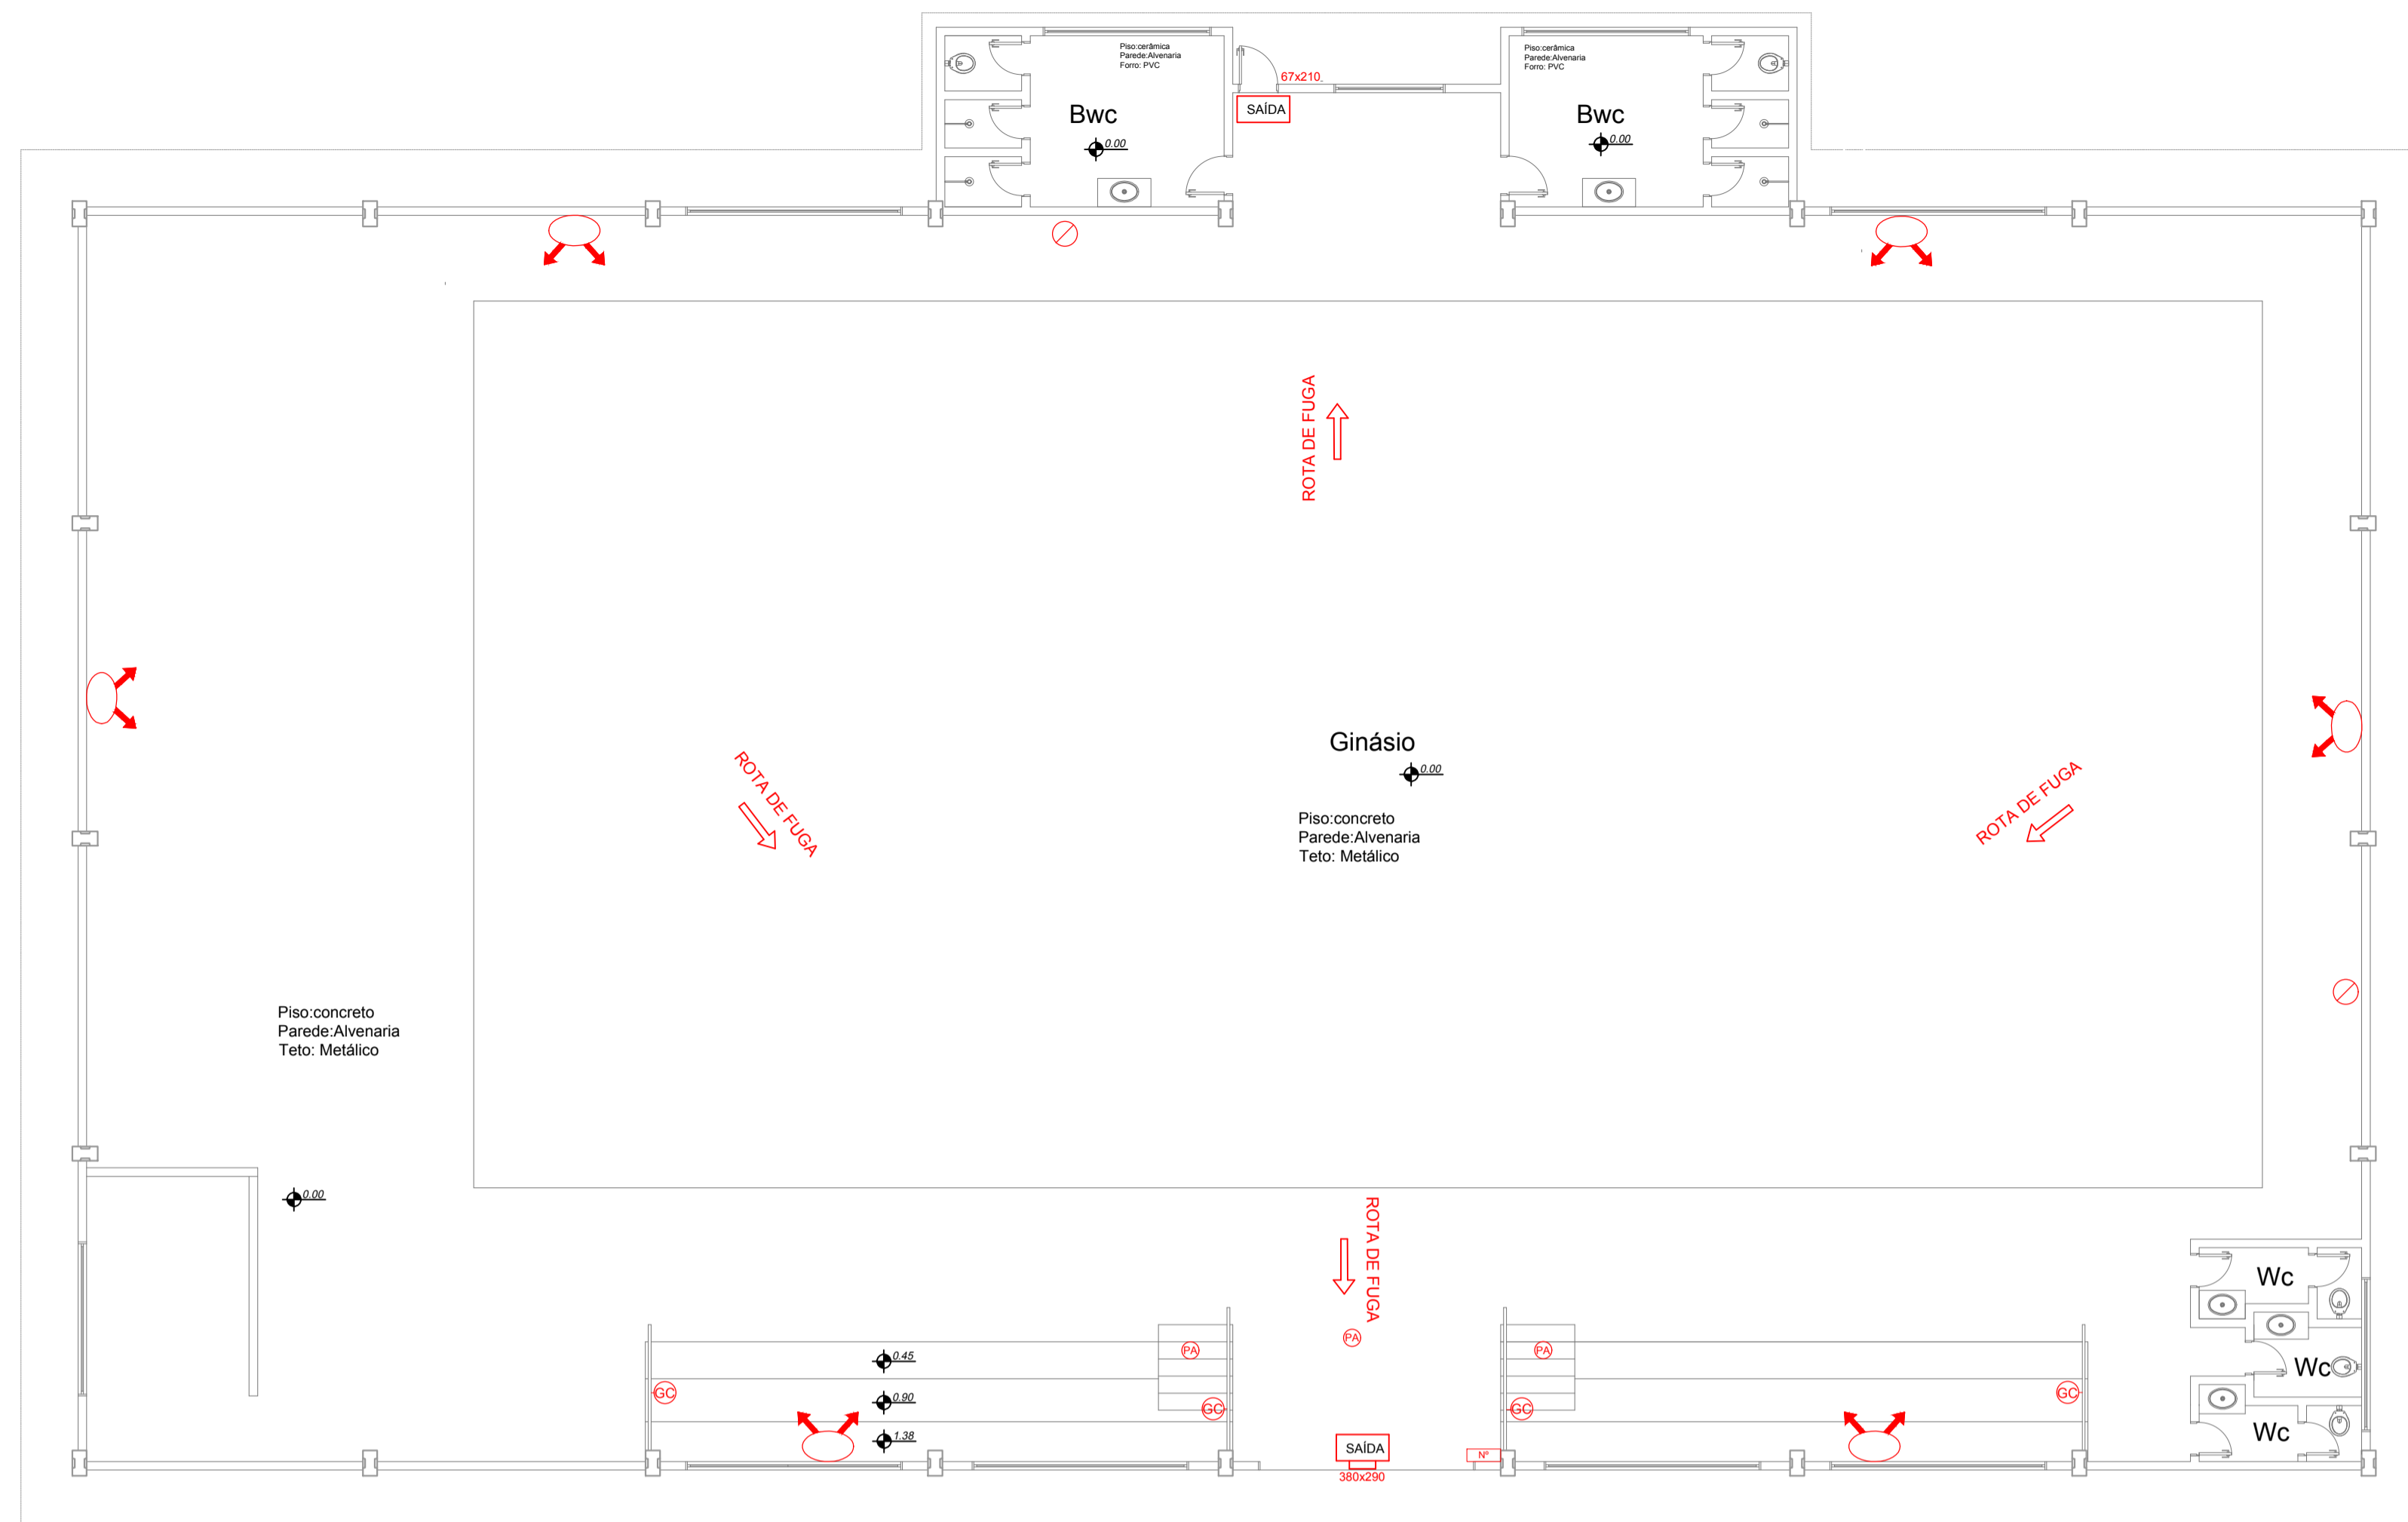 Piso:cerâmica
Parede:Alvenaria
Forro: PVC
Bwc
0.00
67x210
SAÍDA
Piso:cerâmica
Parede:Alvenaria
Forro: PVC
Bwc
0.00
ROTA DE FUGA
ROTA DE FUGA
Ginásio
0.00
Piso:concreto
Parede:Alvenaria
Teto: Metálico
ROTA DE FUGA
Piso:concreto
Parede:Alvenaria
Teto: Metálico
0.00
ROTA DE FUGA
Wc
Wc
Wc
PA
PA
PA
0.45
0.90
1.38
GC
GC
GC
GC
SAÍDA
380x290
Nº